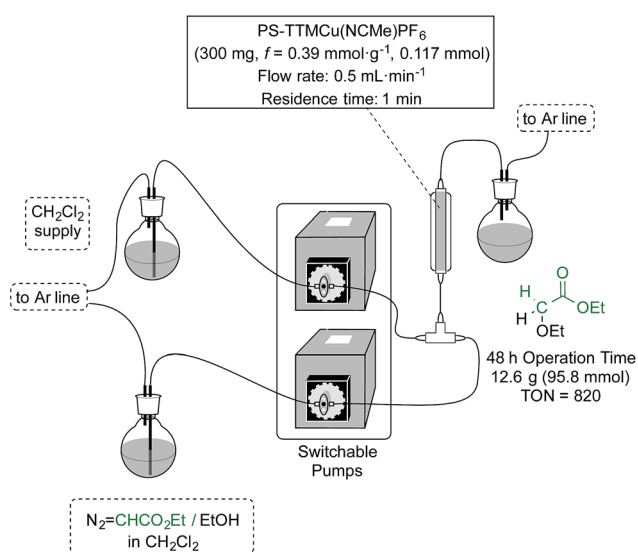 PS-TTMCu(NCMe)PF6
(300 mg, f = 0.39 mmol·g-1, 0.117 mmol)
Flow rate: 0.5 mL·min-1
Residence time: 1 min
to Ar line
CH2Cl2
supply
to Ar line
O
H
C
OEt
H
OEt
48 h Operation Time
12.6 g (95.8 mmol)
TON = 820
Switchable
Pumps
N2=CHCO2Et / EtOH
in CH2Cl2